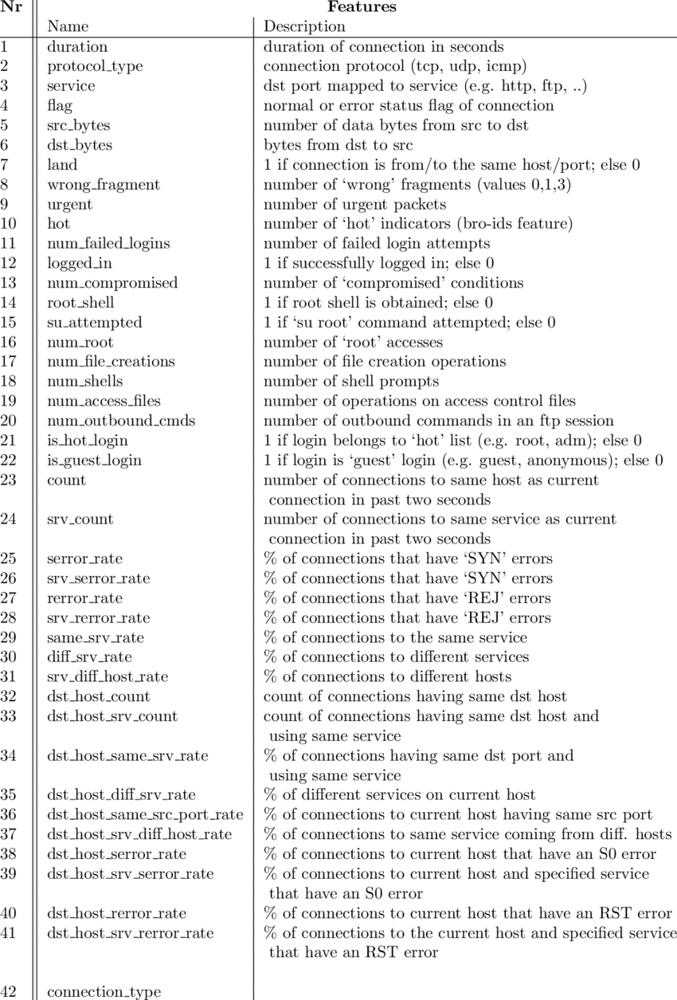 Nr Features
Name Description
1 duration duration of connection in seconds
2 protocol_type connection protocol (tcp, udp, icmp)
3 service dst port mapped to service (e.g. http, ftp, ..)
4 flag normal or error status flag of connection
5 src_bytes number of data bytes from src to dst
6 dst_bytes bytes from dst to src
7 land 1 if connection is from/to the same host/port; else 0
8 wrong_fragment number of ‘wrong’ fragments (values 0,1,3)
9 urgent number of urgent packets
10 hot number of ‘hot’ indicators (bro-ids feature)
11 num_failed_logins number of failed login attempts
12 logged_in 1 if successfully logged in; else 0
13 num_compromised number of ‘compromised’ conditions
14 root_shell 1 if root shell is obtained; else 0
15 su_attempted 1 if ‘su root’ command attempted; else 0
16 num_root number of ‘root’ accesses
17 num_file_creations number of file creation operations
18 num_shells number of shell prompts
19 num_access_files number of operations on access control files
20 num_outbound_cmds number of outbound commands in an ftp session
21 is_hot_login 1 if login belongs to ‘hot’ list (e.g. root, adm); else 0
22 is_guest_login 1 if login is ‘guest’ login (e.g. guest, anonymous); else 0
23 count number of connections to same host as current
connection in past two seconds
24 srv_count number of connections to same service as current
connection in past two seconds
25 serror_rate % of connections that have ‘SYN’ errors
26 srv_serror_rate % of connections that have ‘SYN’ errors
27 rerror_rate % of connections that have ‘REJ’ errors
28 srv_rerror_rate % of connections that have ‘REJ’ errors
29 same_srv_rate % of connections to the same service
30 diff_srv_rate % of connections to different services
31 srv_diff_host_rate % of connections to different hosts
32 dst_host_count count of connections having same dst host
33 dst_host_srv_count count of connections having same dst host and
using same service
34 dst_host_same_srv_rate % of connections having same dst port and
using same service
35 dst_host_diff_srv_rate % of different services on current host
36 dst_host_same_src_port_rate % of connections to current host having same src port
37 dst_host_srv_diff_host_rate % of connections to same service coming from diff. hosts
38 dst_host_serror_rate % of connections to current host that have an S0 error
39 dst_host_srv_serror_rate % of connections to current host and specified service
that have an S0 error
40 dst_host_rerror_rate % of connections to current host that have an RST error
41 dst_host_srv_rerror_rate % of connections to the current host and specified service
that have an RST error
42 connection_type